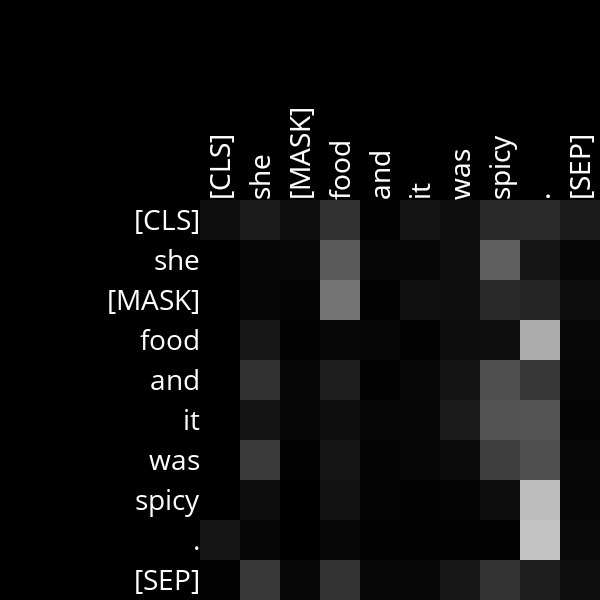 [CLS] she [MASK] food and it was spicy . [SEP]
[CLS]
she
[MASK]
food
and
it
was
spicy
.
[SEP]